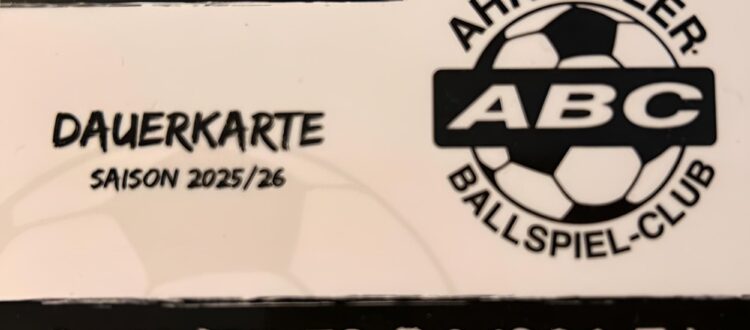 DAUERKARTE
SAISON 2025/26
ABC
BALLSPIEL-CLUB